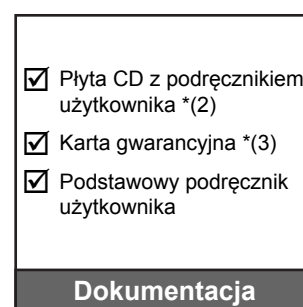 Płyta CD z podręcznikiem
użytkownika *(2)
Karta gwarancyjna *(3)
Podstawowy podręcznik
użytkownika
Dokumentacja